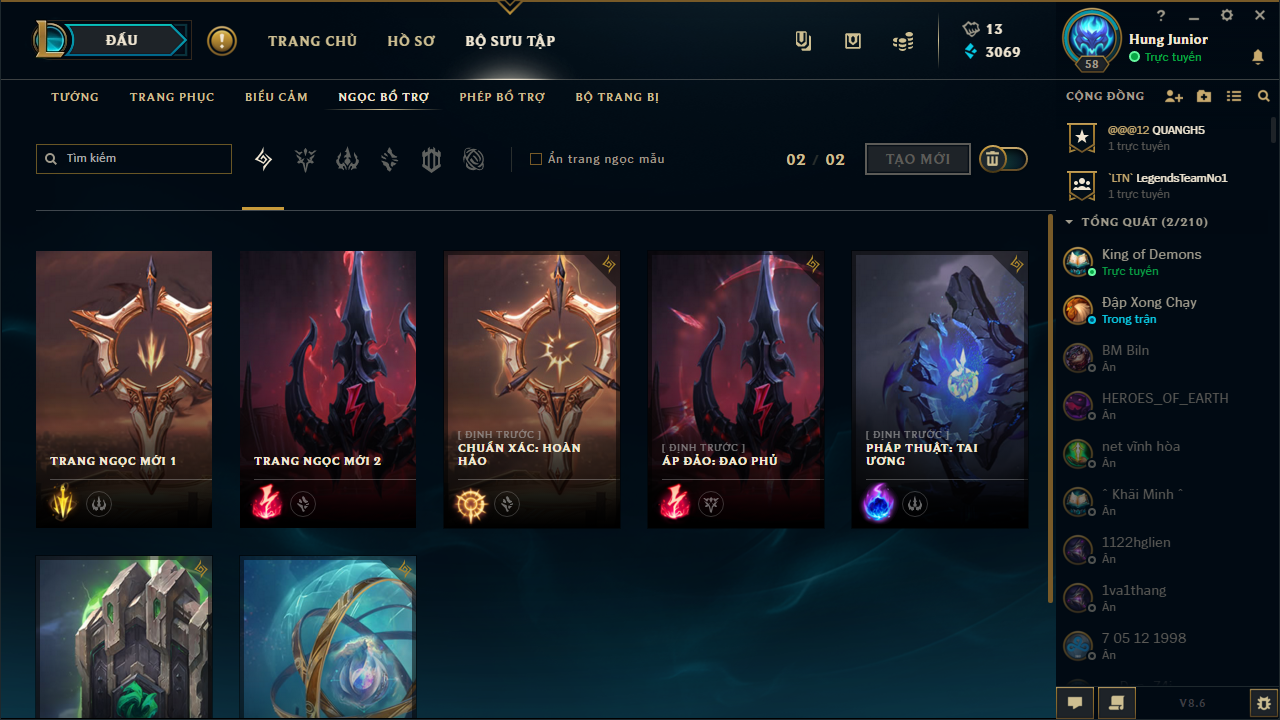 ĐẤU
!
TRANG CHỦ
HỒ SƠ
BỘ SƯU TẬP
13
3069
58
?
Hung Junior
Trực tuyến
TƯỚNG
TRANG PHỤC
BIỂU CẢM
NGỌC BỔ TRỢ
PHÉP BỔ TRỢ
BỘ TRANG BỊ
Tìm kiếm
Ẩn trang ngọc mẫu
02 / 02
TẠO MỚI
TRANG NGỌC MỚI 1
TRANG NGỌC MỚI 2
[ ĐỊNH TRƯỚC ]
CHUẨN XÁC: HOÀN
HẢO
[ ĐỊNH TRƯỚC ]
ÁP ĐẢO: ĐAO PHỦ
[ ĐỊNH TRƯỚC ]
PHÁP THUẬT: TAI
ƯƠNG
CỘNG ĐỒNG
@@@12 QUANGH5
1 trực tuyến
`LTN` LegendsTeamNo1
1 trực tuyến
TỔNG QUÁT (2/210)
King of Demons
Trực tuyến
Đập Xong Chạy
Trong trận
BM Biln
Ẩn
HEROES_OF_EARTH
Ẩn
net vĩnh hòa
Ẩn
ˆ Khãi Minh ˆ
Ẩn
1122hglien
Ẩn
1va1thang
Ẩn
7 05 12 1998
Ẩn
V8.6